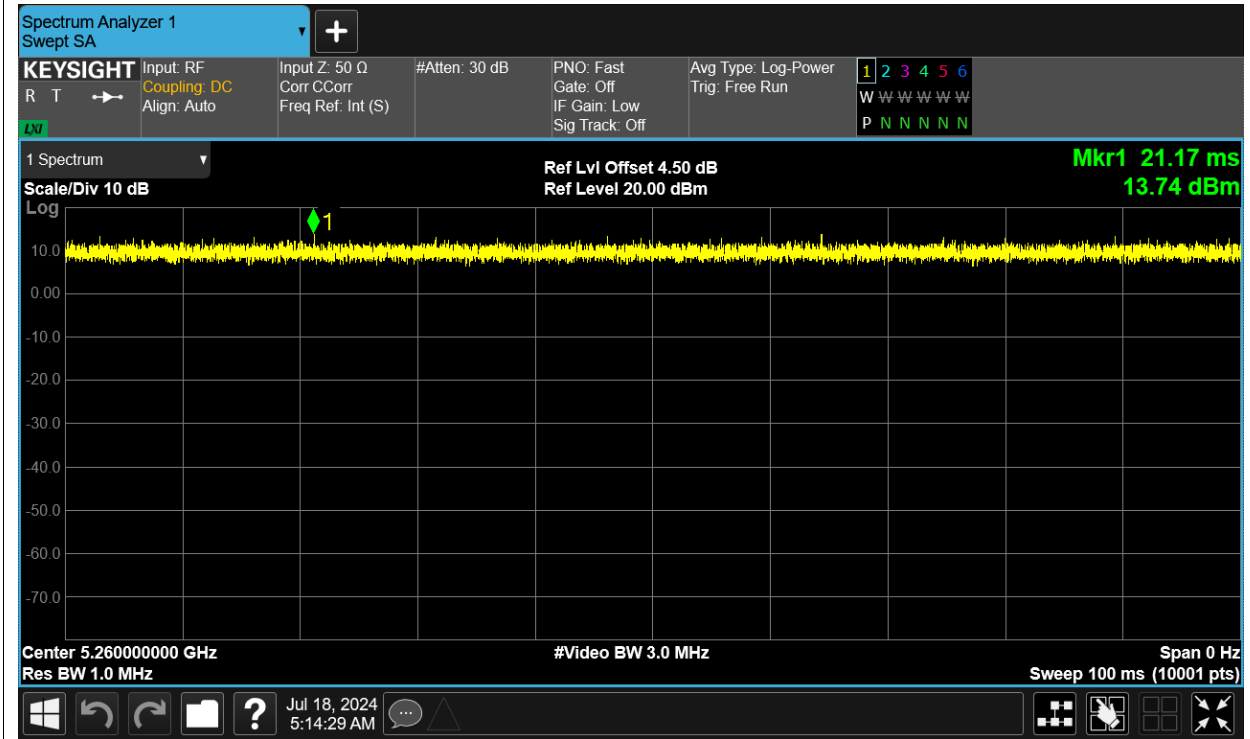 Spectrum Analyzer 1
Swept SA
+
KEYSIGHT
R T
LXI
Input: RF
Coupling: DC
Align: Auto
Input Z: 50 Ω
Corr CCorr
Freq Ref: Int (S)
#Atten: 30 dB
PNO: Fast
Gate: Off
IF Gain: Low
Sig Track: Off
Avg Type: Log-Power
Trig: Free Run
1 2 3 4 5 6
W W W W W W
P N N N N N
1 Spectrum
Scale/Div 10 dB
Log
Ref Lvl Offset 4.50 dB
Ref Level 20.00 dBm
Mkr1 21.17 ms
13.74 dBm
1
10.0
0.00
-10.0
-20.0
-30.0
-40.0
-50.0
-60.0
-70.0
Center 5.260000000 GHz
Res BW 1.0 MHz
#Video BW 3.0 MHz
Span 0 Hz
Sweep 100 ms (10001 pts)
?
Jul 18, 2024
5:14:29 AM